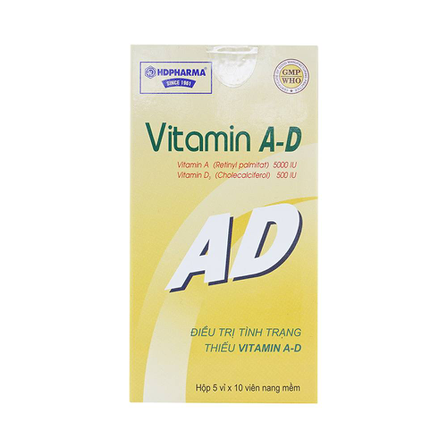 HDPHARMA
SINCE 1961
GMP
WHO
Vitamin A-D
Vitamin A (Retinyl palmitat) 5000 IU
Vitamin D₃ (Cholecalciferol) 500 IU
AD
ĐIỀU TRỊ TÌNH TRẠNG
THIẾU VITAMIN A-D
Hộp 5 vỉ x 10 viên nang mềm